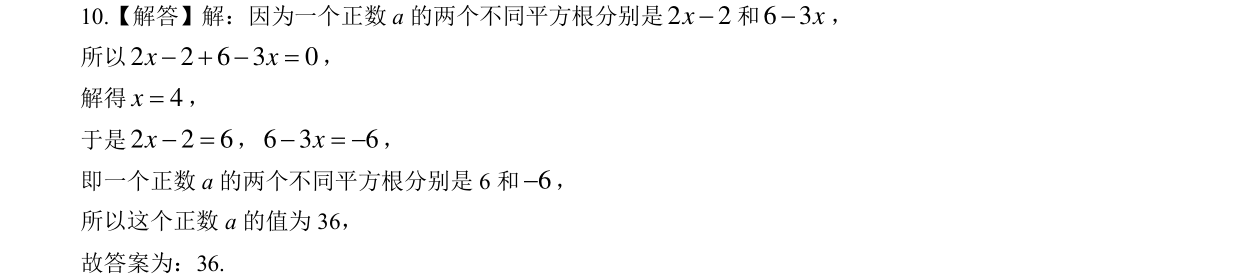 10.【解答】解：因为一个正数 a 的两个不同平方根分别是 2x－2 和 6－3x，
所以 2x－2+6－3x=0，
解得 x=4，
于是 2x－2=6，6－3x=－6，
即一个正数 a 的两个不同平方根分别是 6 和－6，
所以这个正数 a 的值为 36，
故答案为：36.